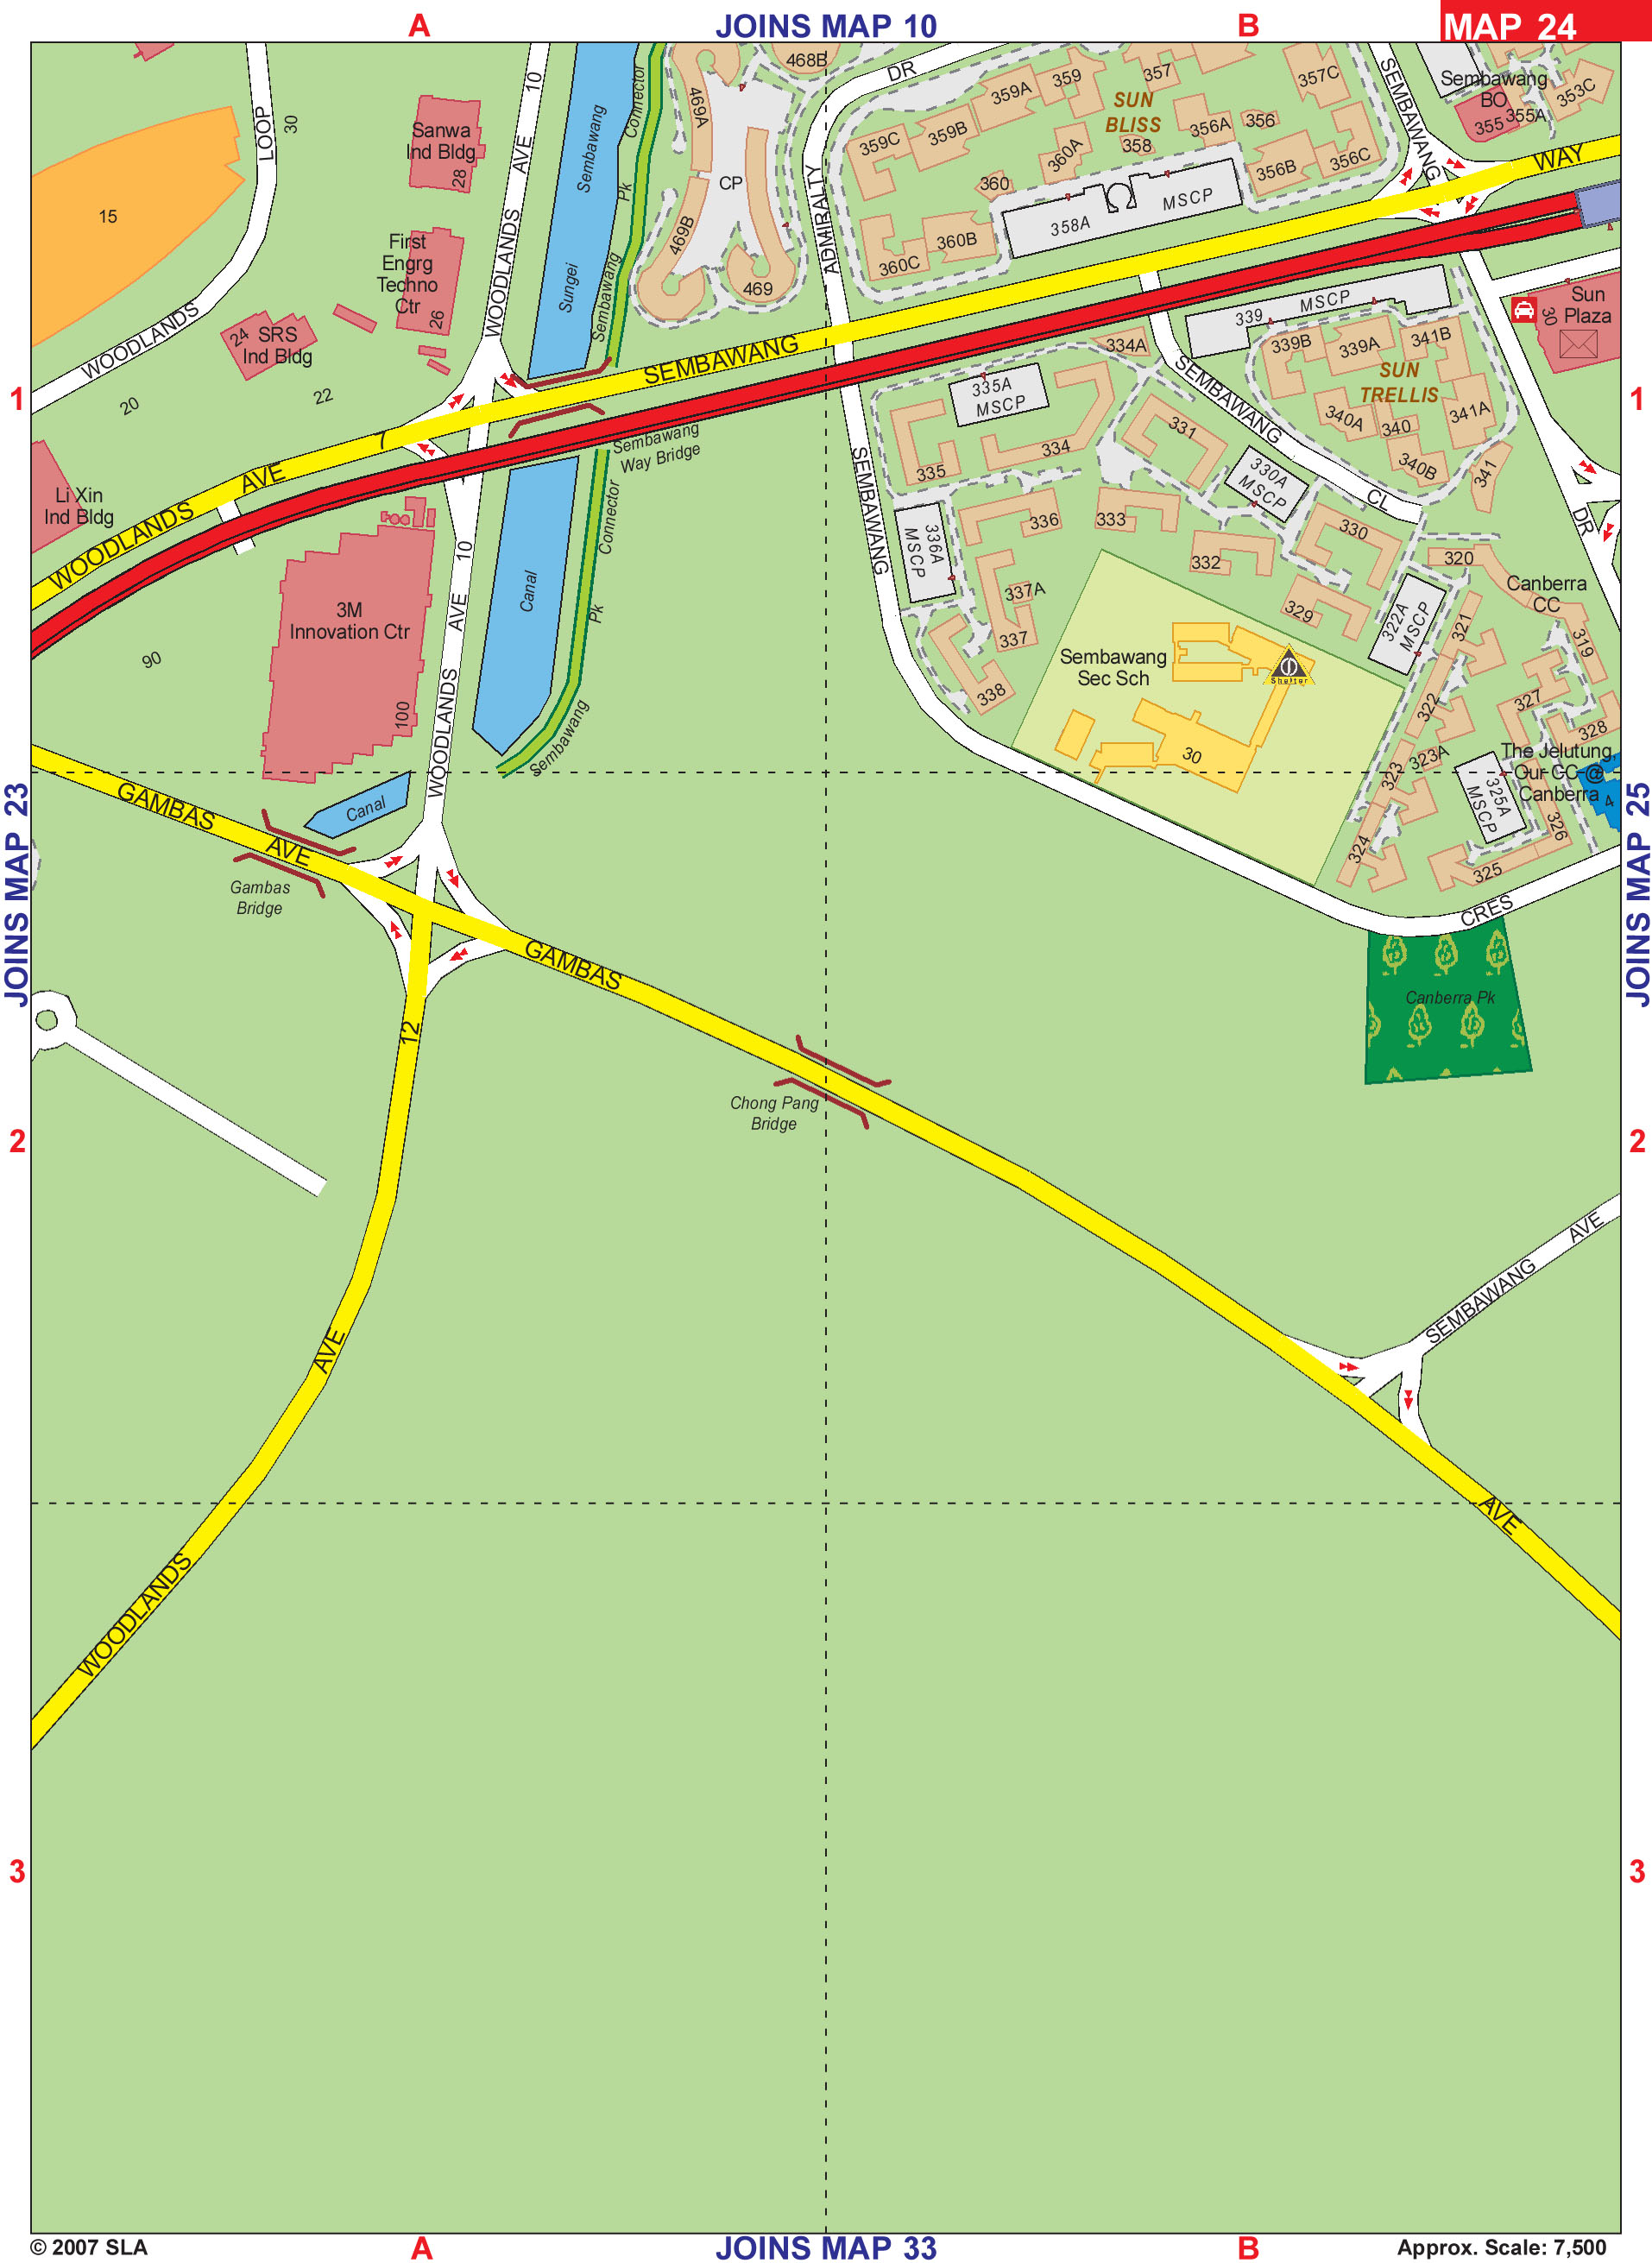 A
JOINS MAP 10
B
MAP 24
LOOP
30
15
Sanwa
Ind Bldg
28
AVE 10
WOODLANDS
First
Engrg
Techno
Ctr
26
WOODLANDS
24
SRS
Ind Bldg
20
22
Sungei
Sembawang
Sembawang
Pk
Connector
469A
468B
CP
469B
469
ADMIRALTY
DR
359C
359B
359A
359
357
357C
SUN
BLISS
358
356A
356
356B
356C
360A
360
360B
360C
358A
MSCP
SEMBAWANG
Sembawang
BO
355
355A
353C
WAY
SEMBAWANG
1
1
Sun
Plaza
30
339
MSCP
339B
339A
341B
SUN
TRELLIS
340A
340
341A
340B
341
334A
335A
MSCP
335
334
331
330A
MSCP
SEMBAWANG
CL
DR
WOODLANDS
AVE
7
Li Xin
Ind Bldg
Sembawang
Way Bridge
SEMBAWANG
336A
MSCP
336
333
332
330
329
337A
337
338
320
Canberra
CC
319
321
322A
MSCP
322
327
328
323A
323
The Jelutung,
Our CC @
Canberra
4
325A
MSCP
326
324
325
Sembawang
Sec Sch
Shelter
30
3M
Innovation Ctr
100
90
WOODLANDS
AVE 10
Canal
Connector
Pk
Sembawang
Canal
GAMBAS
AVE
Gambas
Bridge
GAMBAS
CRES
Canberra Pk
JOINS MAP 23
JOINS MAP 25
12
Chong Pang
Bridge
2
2
SEMBAWANG
AVE
AVE
AVE
WOODLANDS
3
3
© 2007 SLA
A
JOINS MAP 33
B
Approx. Scale: 7,500